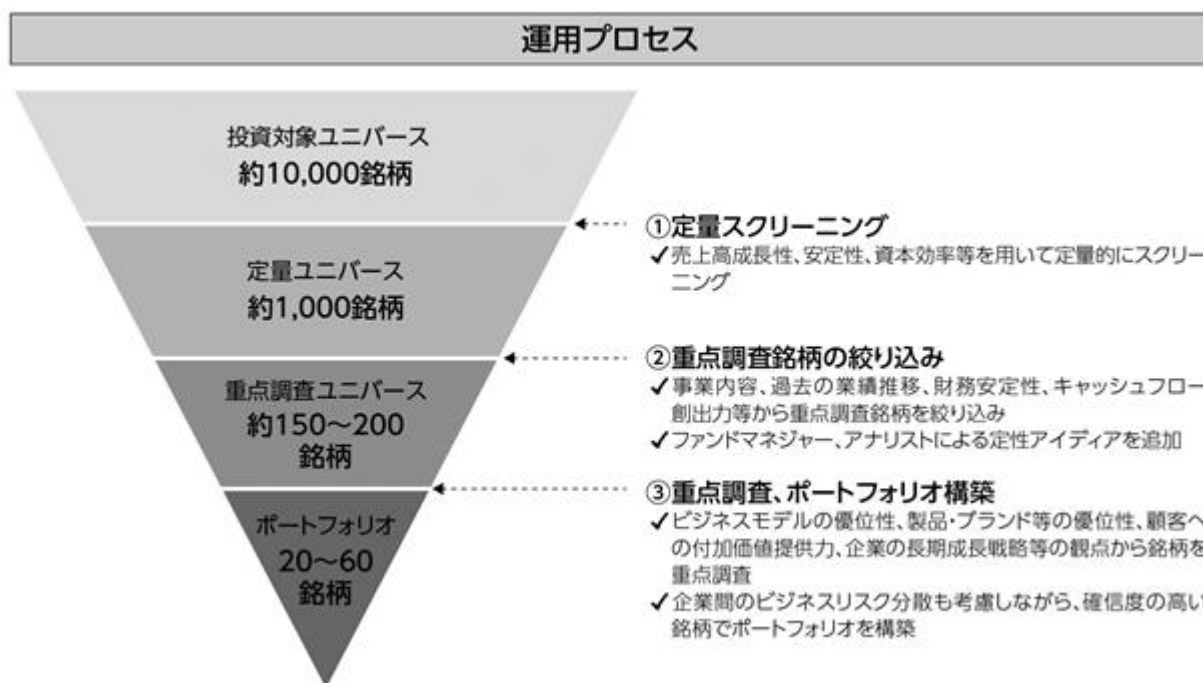 運用プロセス
投資対象ユニバース
約10,000銘柄
①定量スクリーニング
✓売上高成長性、安定性、資本効率等を用いて定量的にスクリー
ニング
定量ユニバース
約1,000銘柄
②重点調査銘柄の絞り込み
✓事業内容、過去の業績推移、財務安定性、キャッシュフロー
創出力等から重点調査銘柄を絞り込み
✓ファンドマネジャー、アナリストによる定性アイディアを追加
重点調査ユニバース
約150～200
銘柄
③重点調査、ポートフォリオ構築
✓ビジネスモデルの優位性、製品・ブランド等の優位性、顧客へ
の付加価値提供力、企業の長期成長戦略等の観点から銘柄を
重点調査
✓企業間のビジネスリスク分散も考慮しながら、確信度の高い
銘柄でポートフォリオを構築
ポートフォリオ
20～60
銘柄